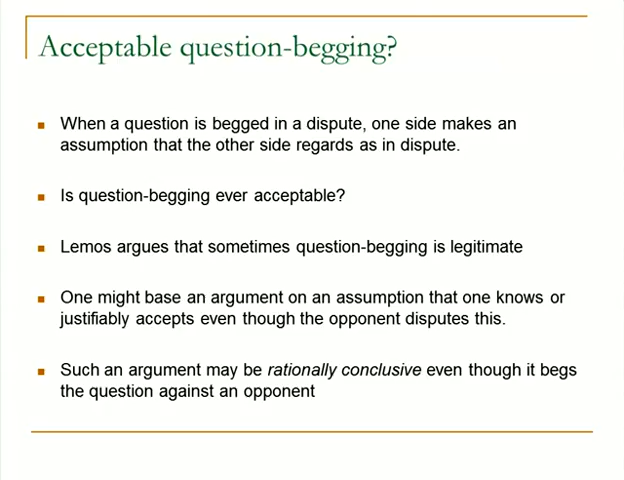 Acceptable question-begging?
When a question is begged in a dispute, one side makes an
assumption that the other side regards as in dispute.
Is question-begging ever acceptable?
Lemos argues that sometimes question-begging is legitimate
One might base an argument on an assumption that one knows or
justifiably accepts even though the opponent disputes this.
Such an argument may be rationally conclusive even though it begs
the question against an opponent